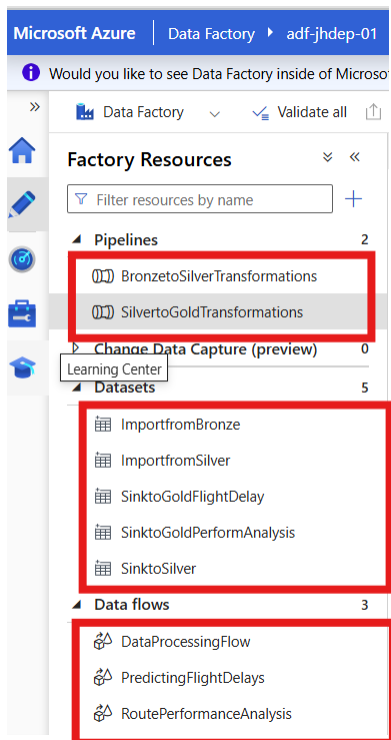 Microsoft Azure Data Factory adf-jhdep-01
Would you like to see Data Factory inside of Microso
Data Factory Validate all
Factory Resources
Filter resources by name
Pipelines 2
BronzetoSilverTransformations
SilvertoGoldTransformations
Change Data Capture (preview) 0
Learning Center
Datasets 5
ImportfromBronze
ImportfromSilver
SinktoGoldFlightDelay
SinktoGoldPerformAnalysis
SinktoSilver
Data flows 3
DataProcessingFlow
PredictingFlightDelays
RoutePerformanceAnalysis